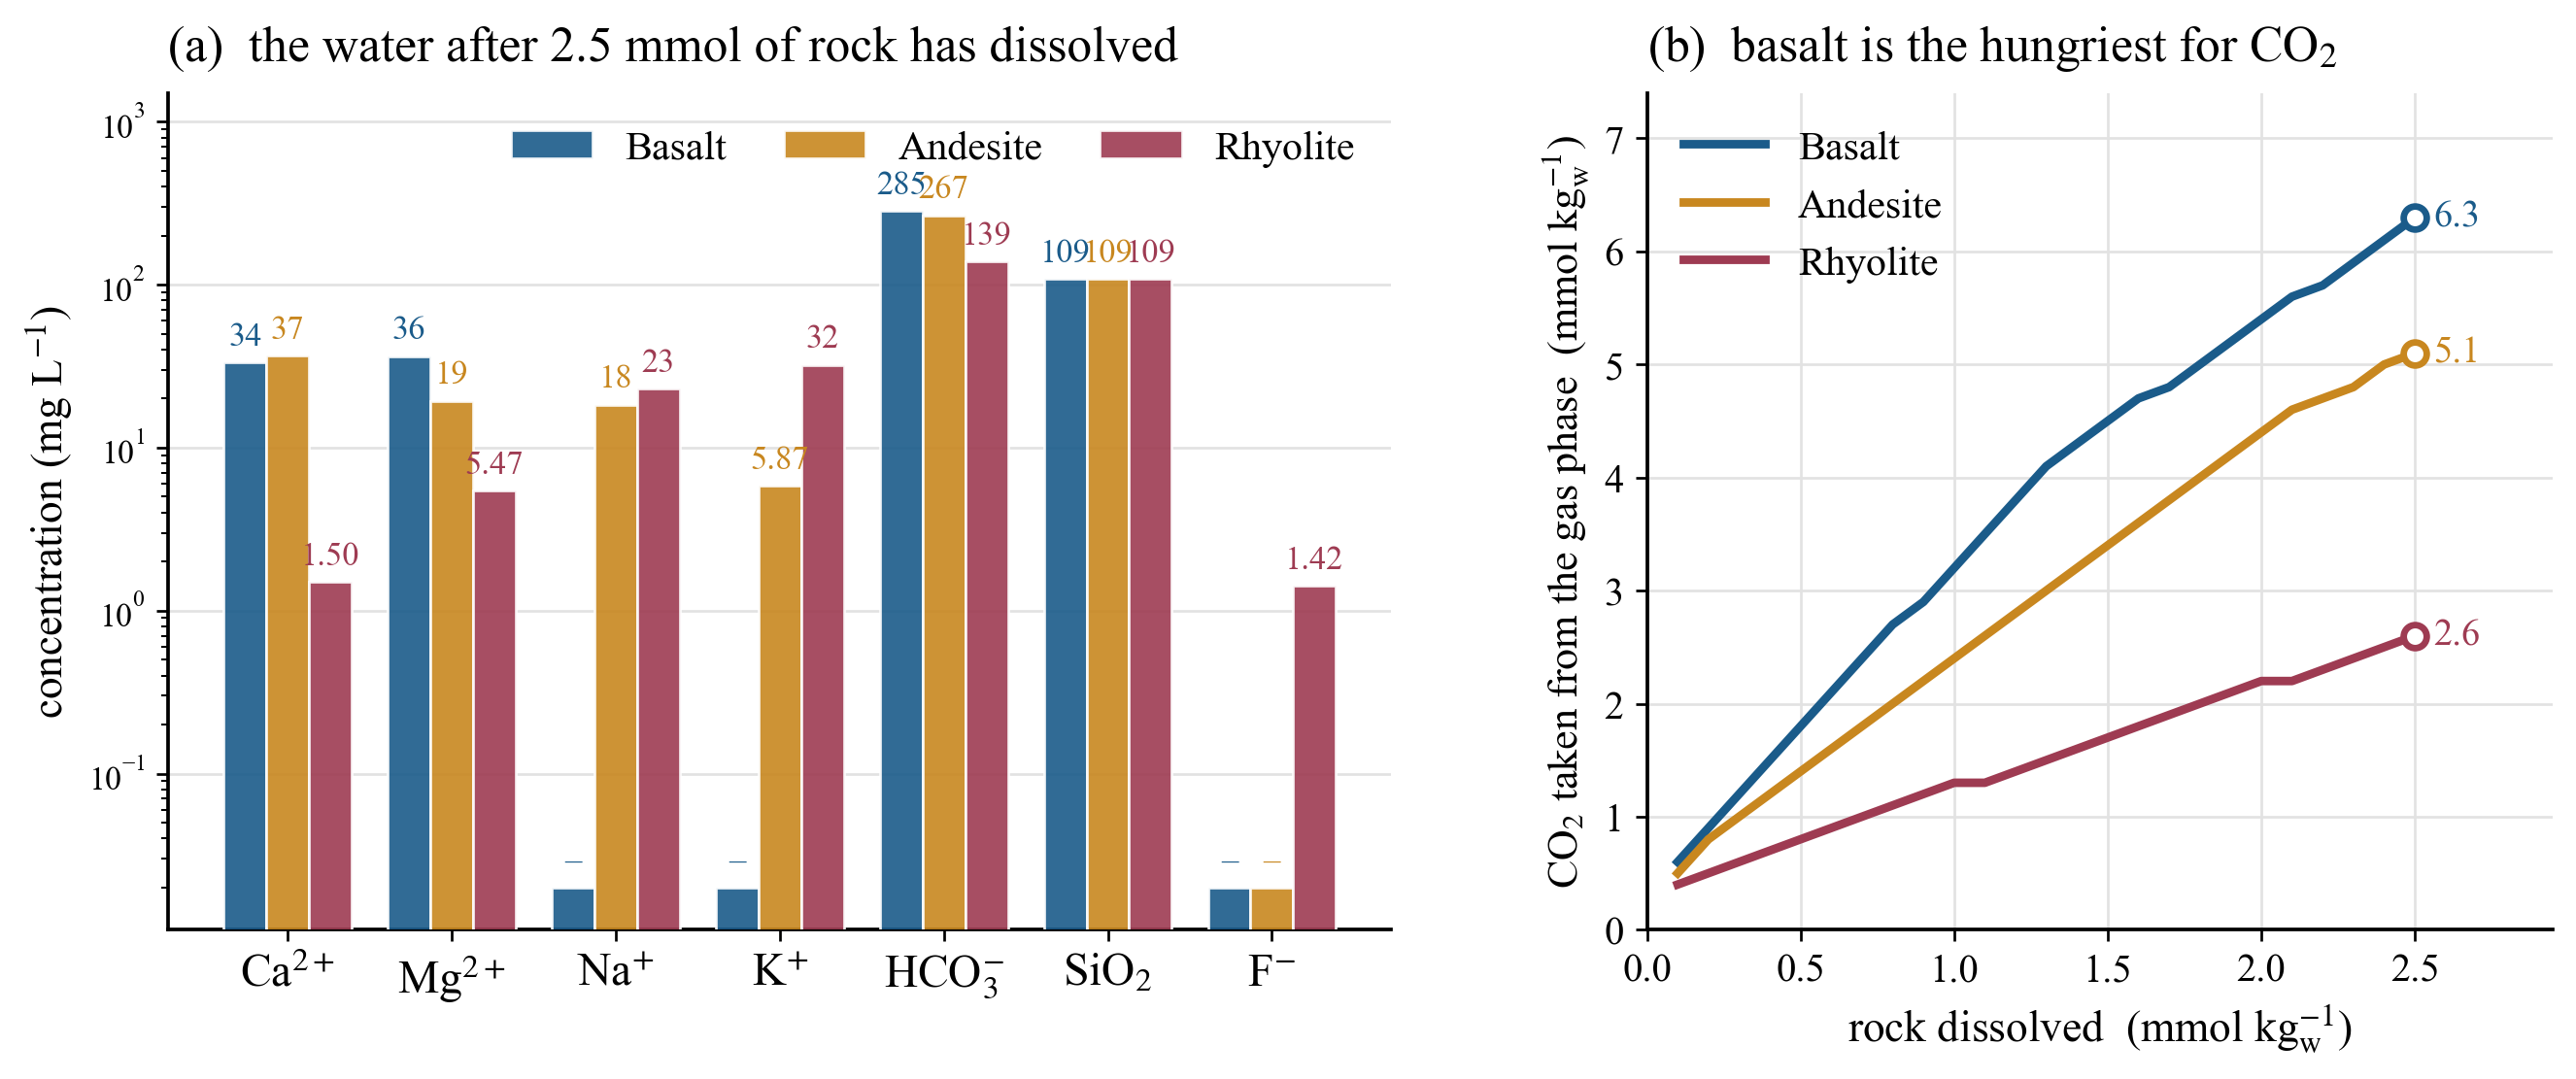 (a) the water after 2.5 mmol of rock has dissolved
concentration (mg L⁻¹)
10³
10²
10¹
10⁰
10⁻¹
Basalt
Andesite
Rhyolite
34
37
1.50
36
19
5.47
–
18
23
–
5.87
32
285
267
139
109
109
109
–
–
1.42
Ca²⁺
Mg²⁺
Na⁺
K⁺
HCO₃⁻
SiO₂
F⁻
(b) basalt is the hungriest for CO₂
CO₂ taken from the gas phase (mmol kg_w⁻¹)
7
6
5
4
3
2
1
0
Basalt
Andesite
Rhyolite
6.3
5.1
2.6
0.0
0.5
1.0
1.5
2.0
2.5
rock dissolved (mmol kg_w⁻¹)